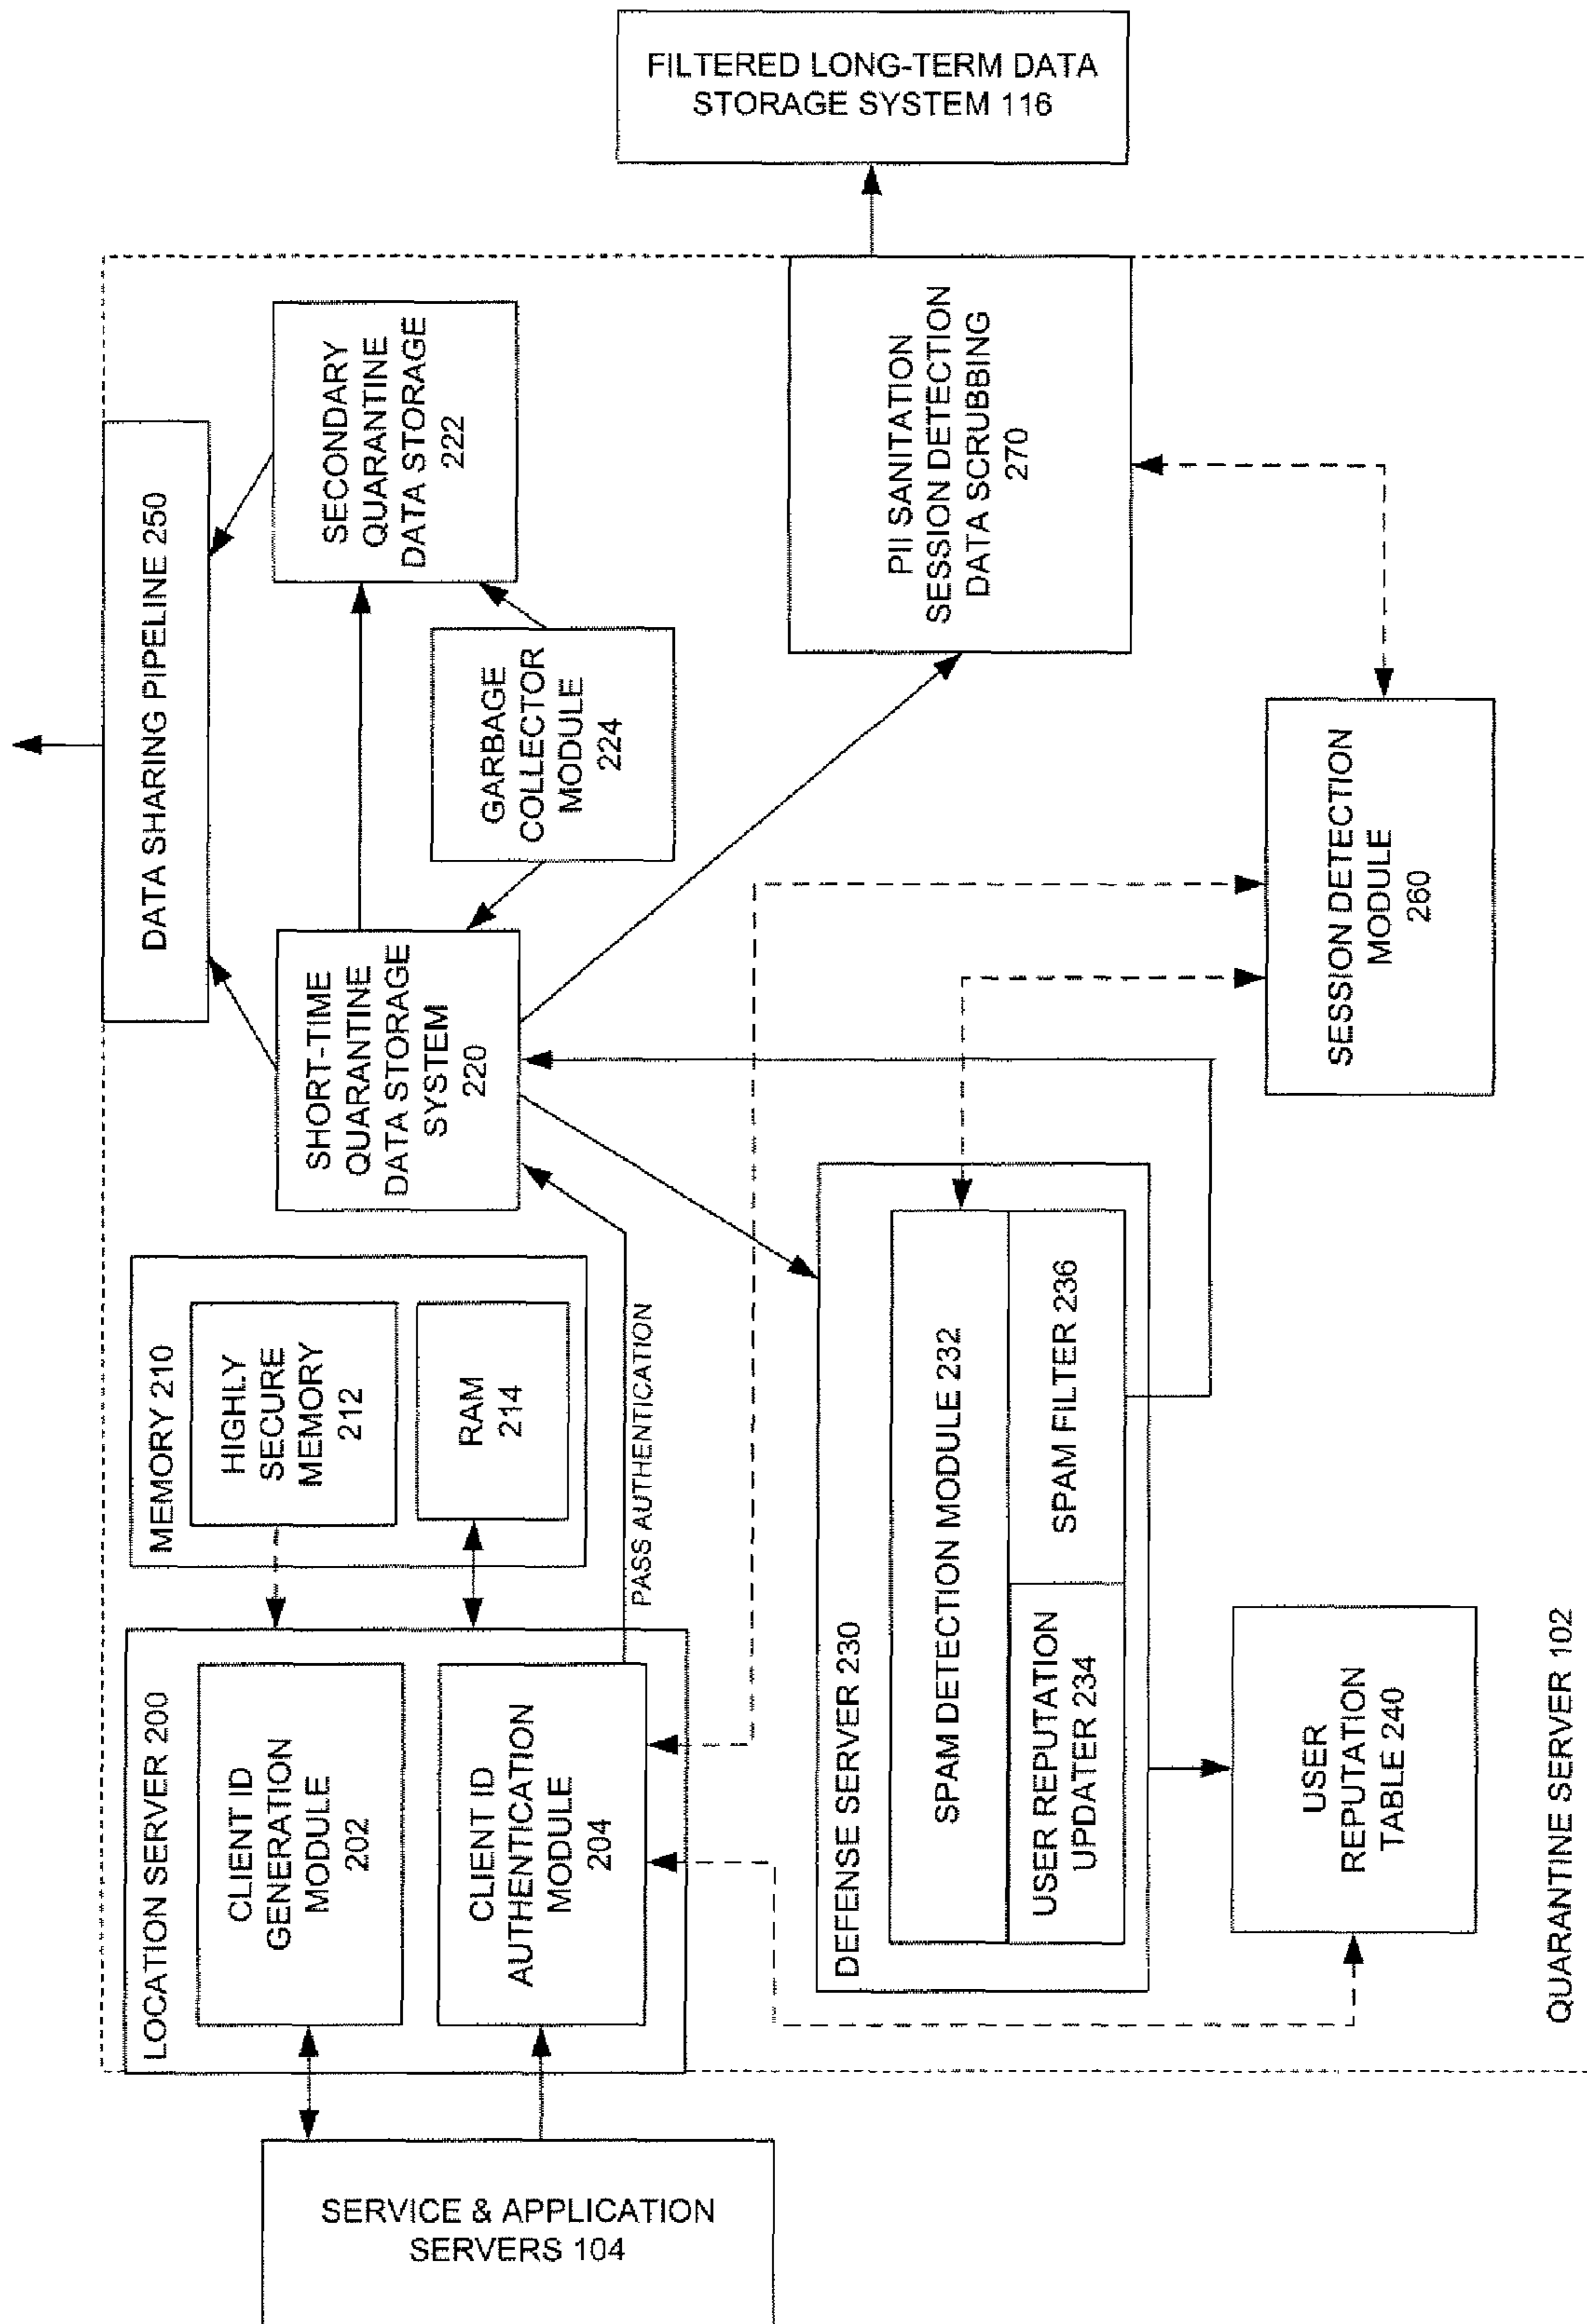 FILTERED LONG-TERM DATA
STORAGE SYSTEM 116
DATA SHARING PIPELINE 250
SECONDARY
QUARANTINE
DATA STORAGE
222
GARBAGE
COLLECTOR
MODULE
224
PII SANITATION
SESSION DETECTION
DATA SCRUBBING
270
SHORT-TIME
QUARANTINE
DATA STORAGE
SYSTEM
220
SESSION DETECTION
MODULE
260
MEMORY 210
HIGHLY
SECURE
MEMORY
212
RAM
214
PASS AUTHENTICATION
LOCATION SERVER 200
CLIENT ID
GENERATION
MODULE
202
CLIENT ID
AUTHENTICATION
MODULE
204
DEFENSE SERVER 230
SPAM DETECTION MODULE 232
USER REPUTATION
UPDATER 234
SPAM FILTER 236
USER
REPUTATION
TABLE 240
QUARANTINE SERVER 102
SERVICE & APPLICATION
SERVERS 104